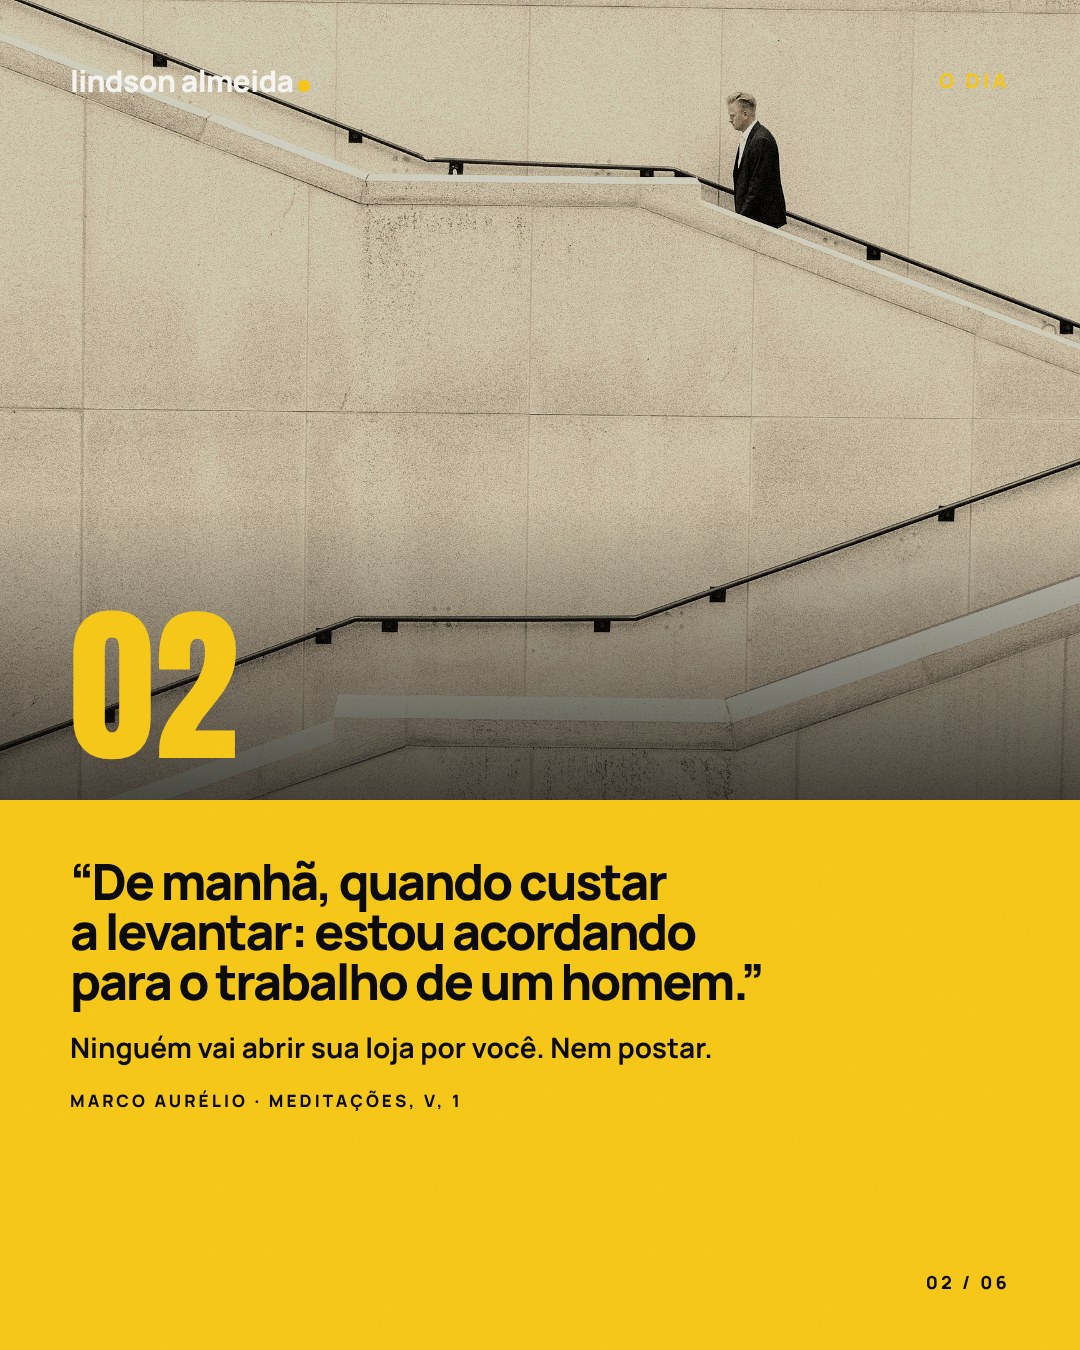 lindson almeida.
O DIA
02
“De manhã, quando custar
a levantar: estou acordando
para o trabalho de um homem.”
Ninguém vai abrir sua loja por você. Nem postar.
MARCO AURÉLIO · MEDITAÇÕES, V, 1
02 / 06